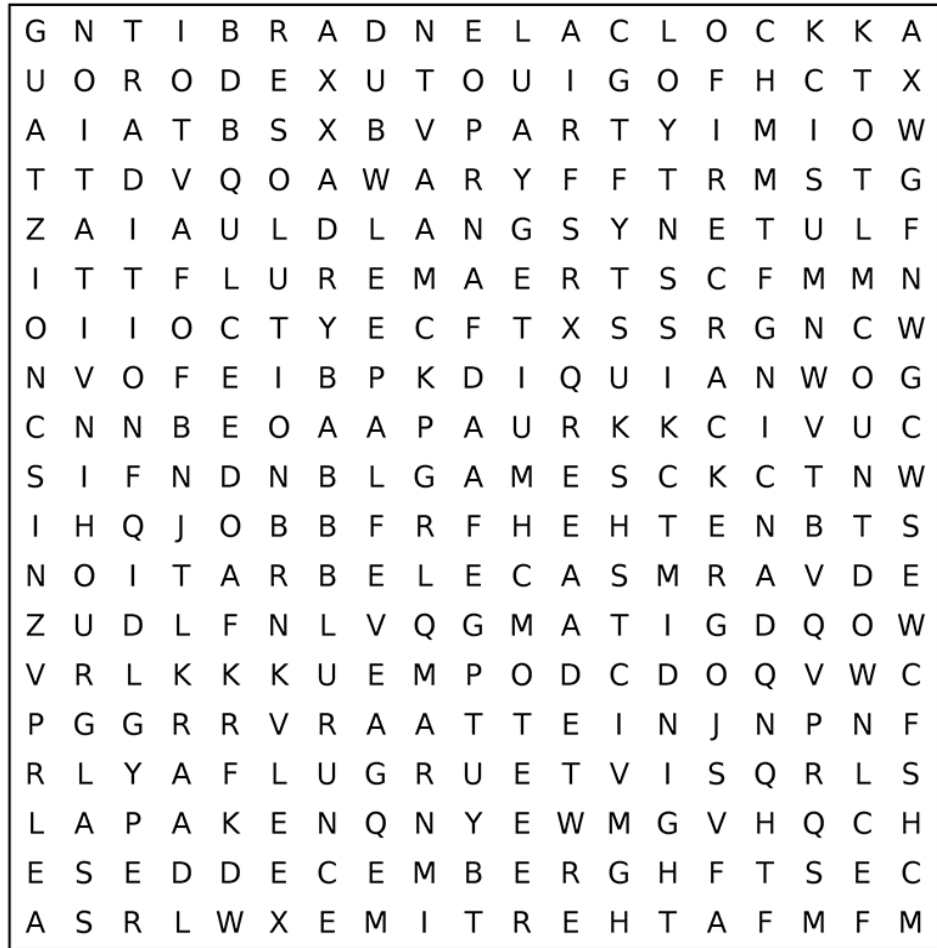 G N T I B R A D N E L A C L O C K K A
U O R O D E X U T O U I G O F H C T X
A I A T B S X B V P A R T Y I M I O W
T T D V Q O A W A R Y F F T R M S T G
Z A I A U L D L A N G S Y N E T U L F
I T T F L U R E M A E R T S C F M M N
O I I O C T Y E C F T X S S R G N C W
N V O F E I B P K D I Q U I A N W O G
C N N B E O A A P A U R K K C I V U C
S I F N D N B L G A M E S C K C T N W
I H Q J O B B F R F H E H T E N B T S
N O I T A R B E L E C A S M R A V D E
Z U D L F N L V Q G M A T I G D Q O W
V R L K K K U E M P O D C D O Q V W C
P G G R R V R A A T T E I N J N P N F
R L Y A F L U G R U E T V I S Q R L S
L A P A K E N Q N Y E W M G V H Q C H
E S E D D E C E M B E R G H F T S E C
A S R L W X E M I T R E H T A F M F M